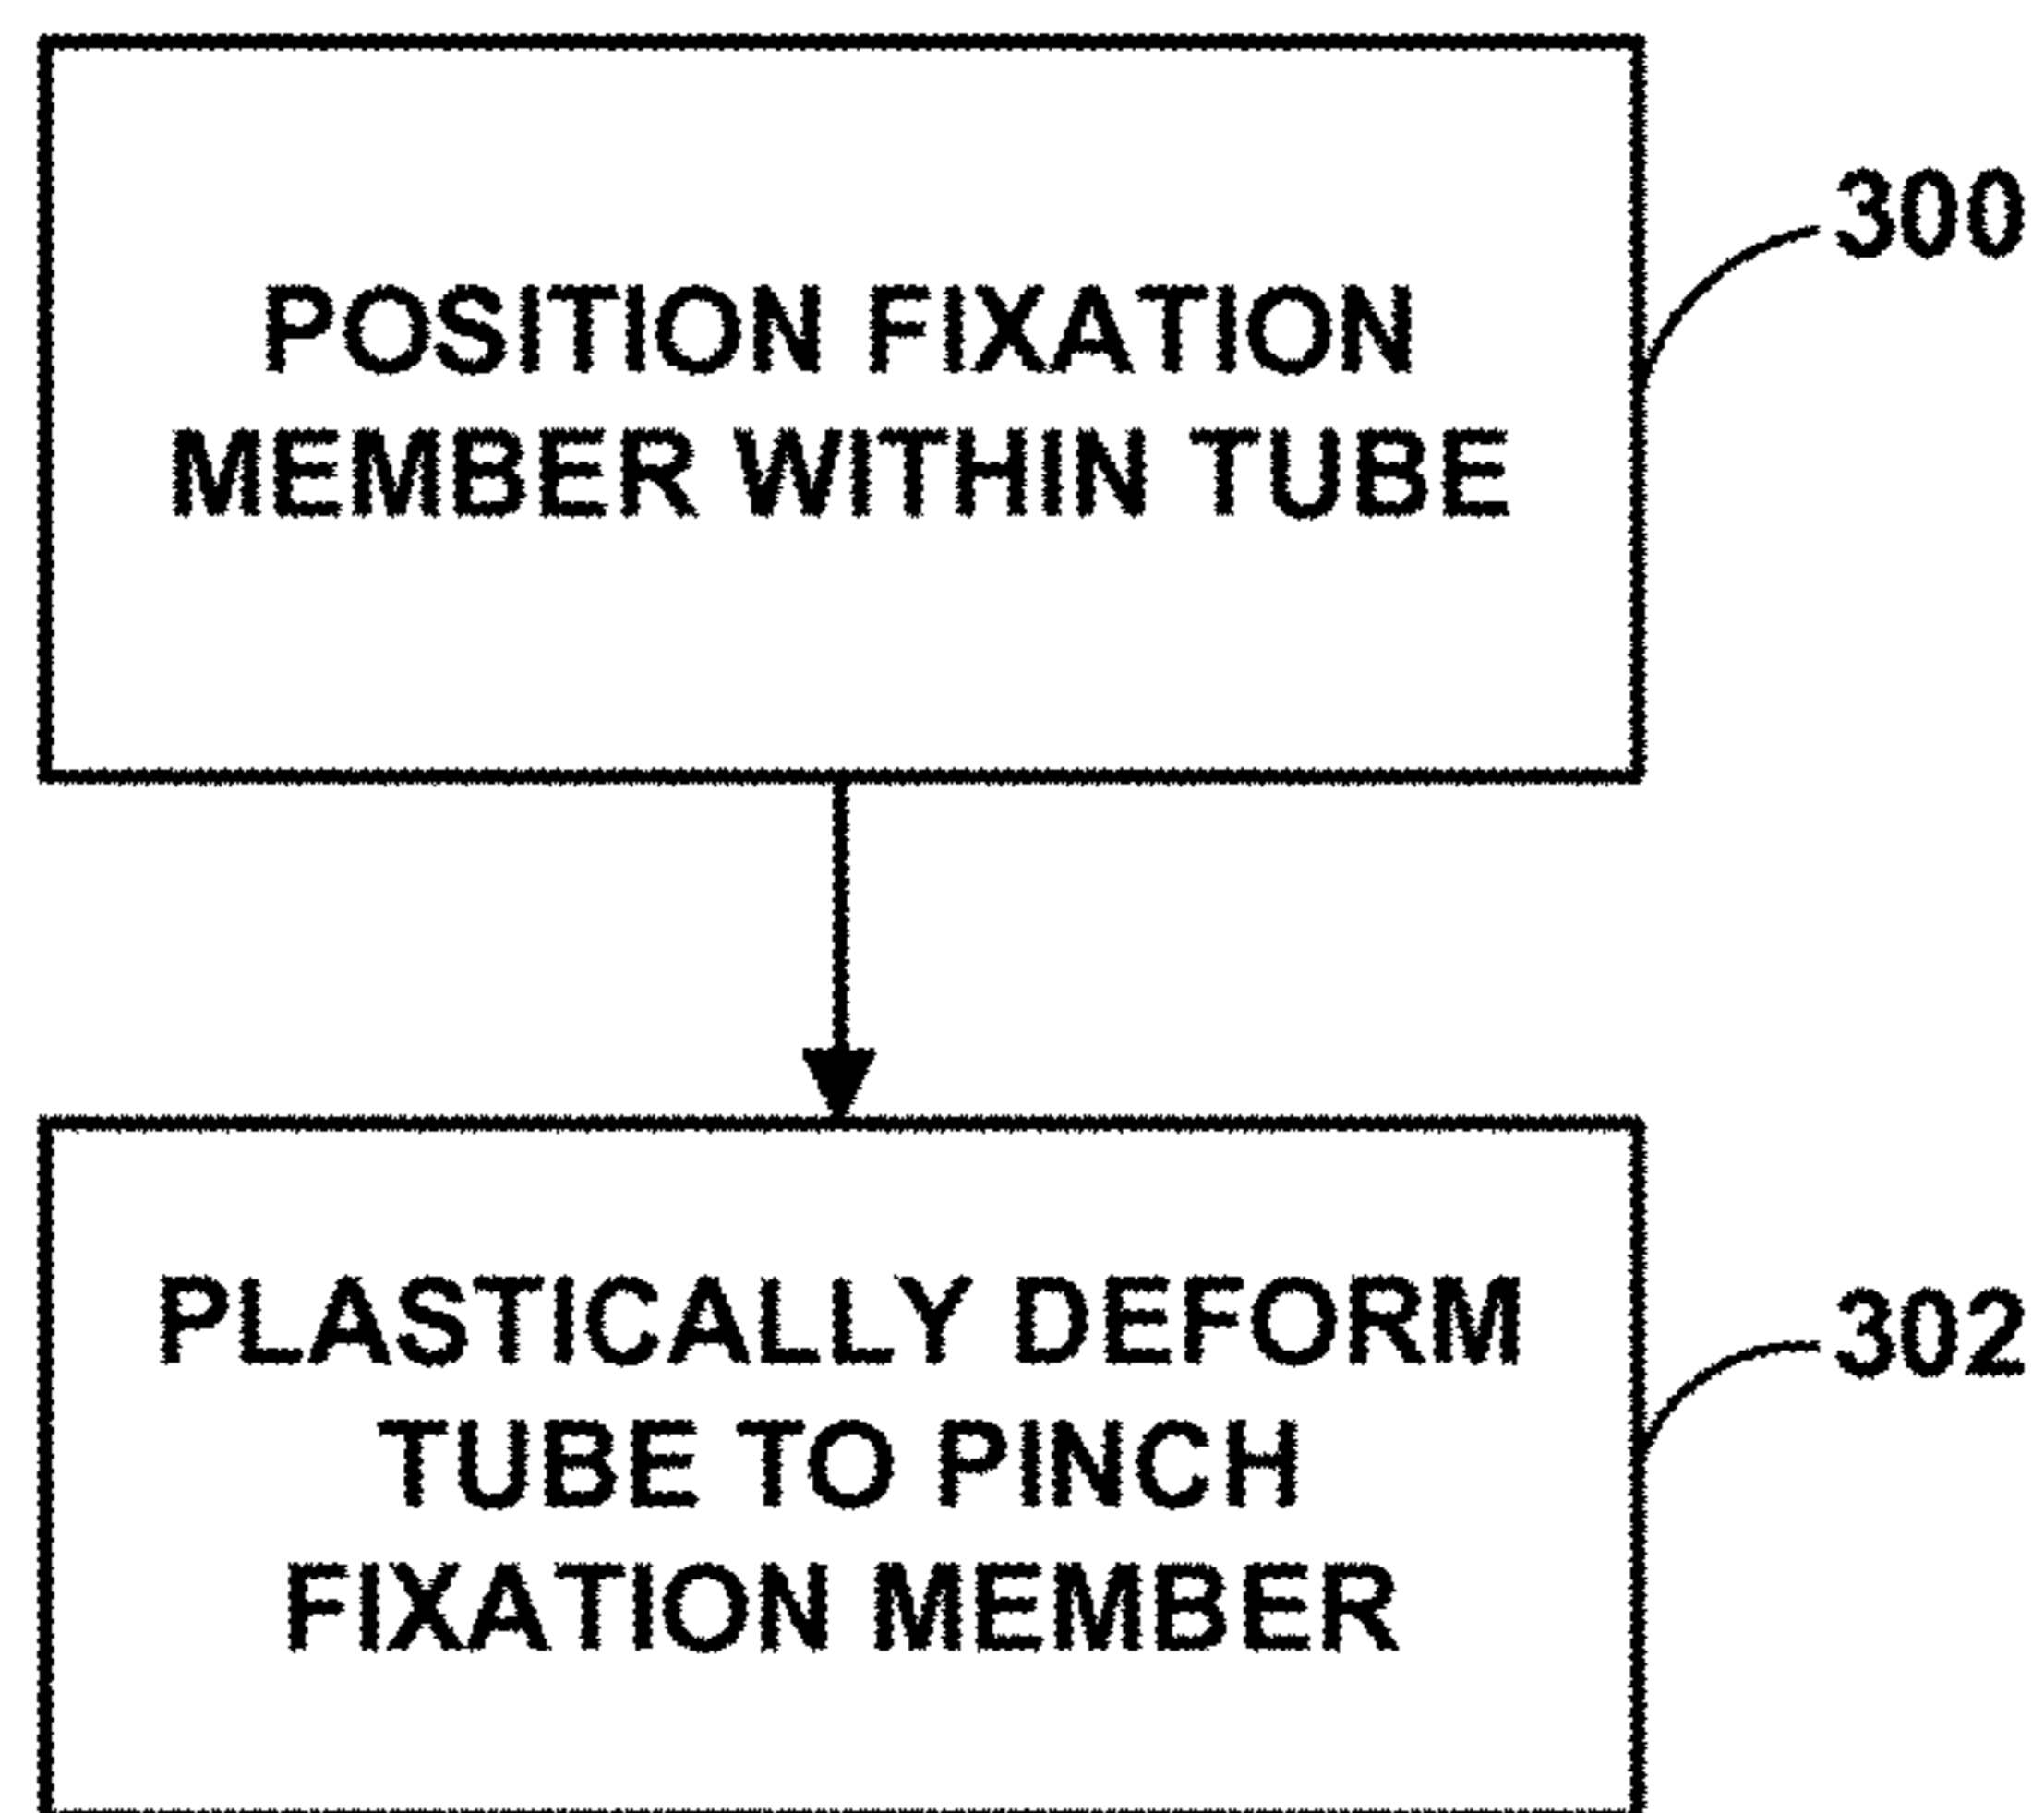 POSITION FIXATION
MEMBER WITHIN TUBE
300
PLASTICALLY DEFORM
TUBE TO PINCH
FIXATION MEMBER
302